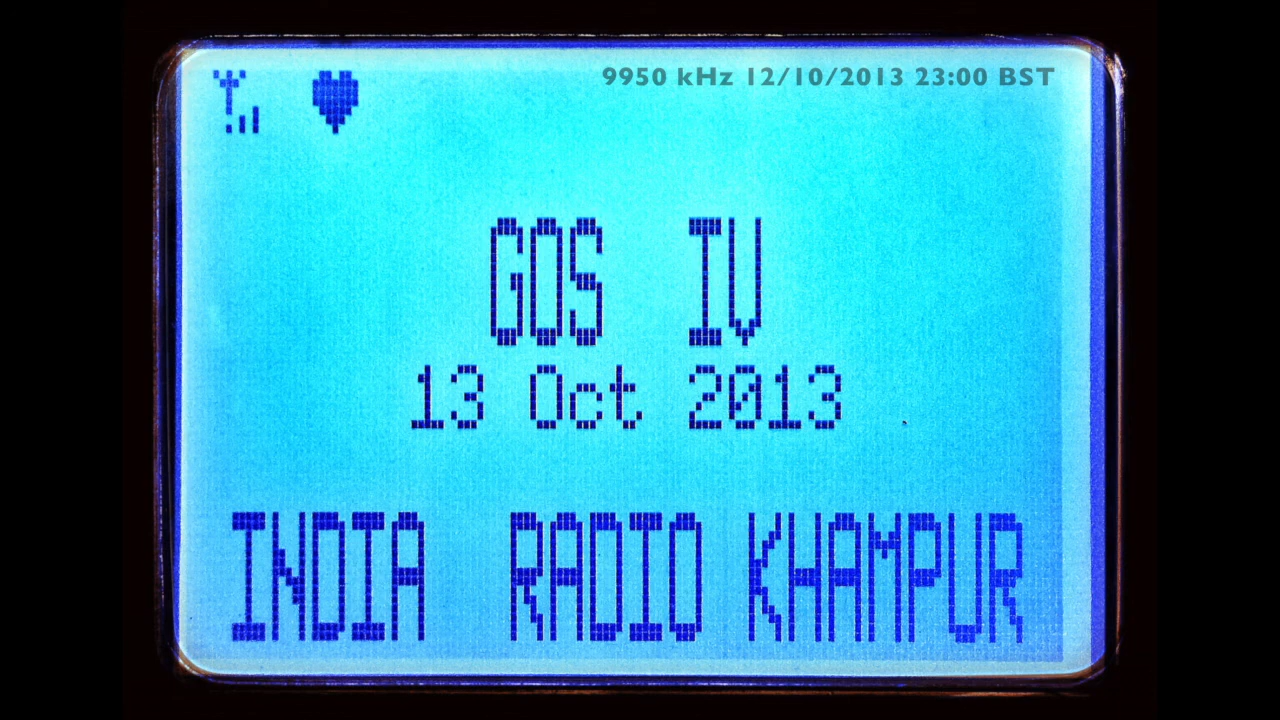 9950 kHz 12/10/2013 23:00 BST
GOS IV
13 Oct 2013
INDIA RADIO KHAMPUR